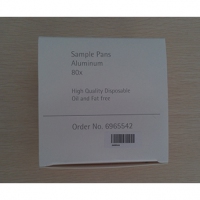 Sample Pans
Aluminum
80x
High Quality Disposable
Oil and Fat free
Order No. 6965542